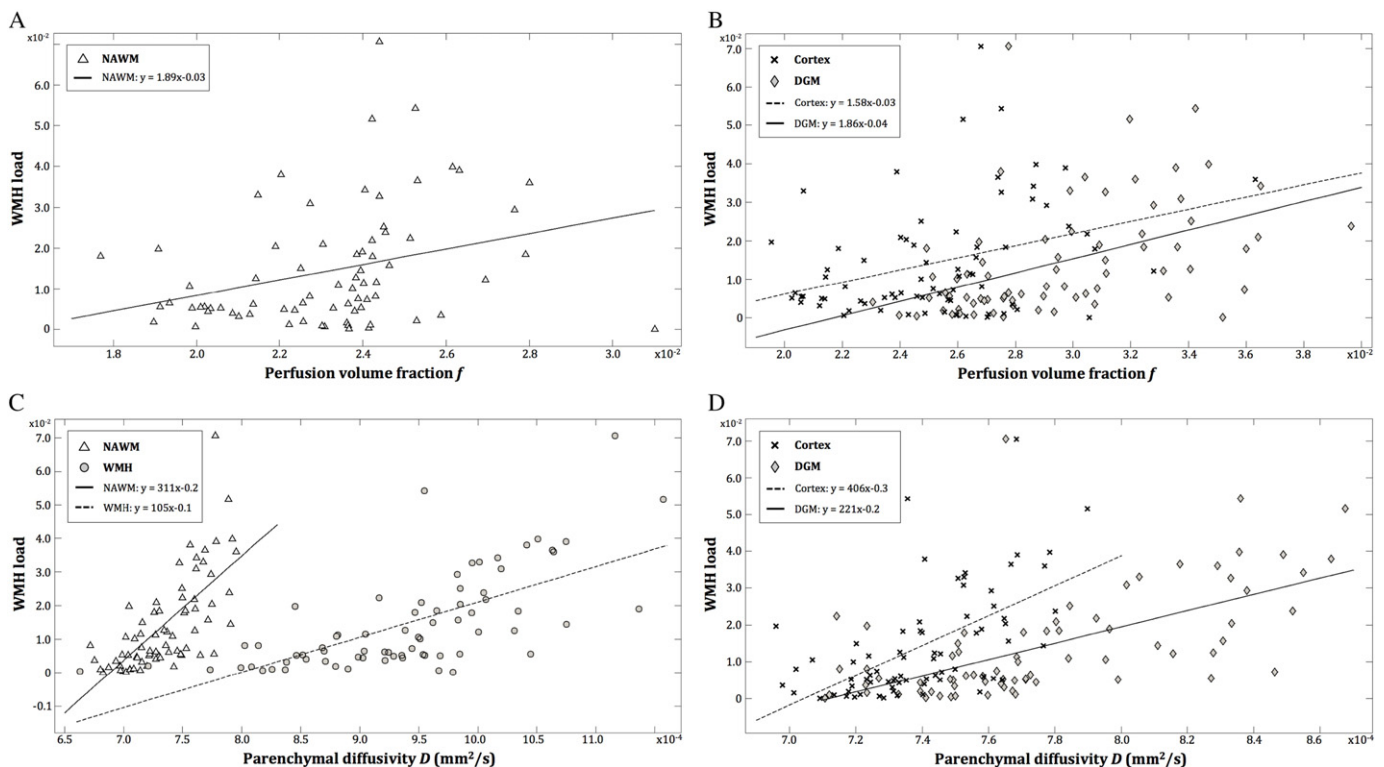 A
x10⁻²
7.0
6.0
5.0
4.0
3.0
2.0
1.0
0
WMH load
NAWM
NAWM: y = 1.89x-0.03
1.8 2.0 2.2 2.4 2.6 2.8 3.0 x10⁻²
Perfusion volume fraction f
B
x10⁻²
7.0
6.0
5.0
4.0
3.0
2.0
1.0
0
WMH load
Cortex
DGM
Cortex: y = 1.58x-0.03
DGM: y = 1.86x-0.04
2.0 2.2 2.4 2.6 2.8 3.0 3.2 3.4 3.6 3.8 x10⁻²
Perfusion volume fraction f
C
x10⁻²
7.0
6.0
5.0
4.0
3.0
2.0
1.0
0
-0.1
WMH load
NAWM
WMH
NAWM: y = 311x-0.2
WMH: y = 105x-0.1
6.5 7.0 7.5 8.0 8.5 9.0 9.5 10.0 10.5 11.0 x10⁻⁴
Parenchymal diffusivity D (mm²/s)
D
x10⁻²
7.0
6.0
5.0
4.0
3.0
2.0
1.0
0
WMH load
Cortex
DGM
Cortex: y = 406x-0.3
DGM: y = 221x-0.2
7.0 7.2 7.4 7.6 7.8 8.0 8.2 8.4 8.6 x10⁻⁴
Parenchymal diffusivity D (mm²/s)